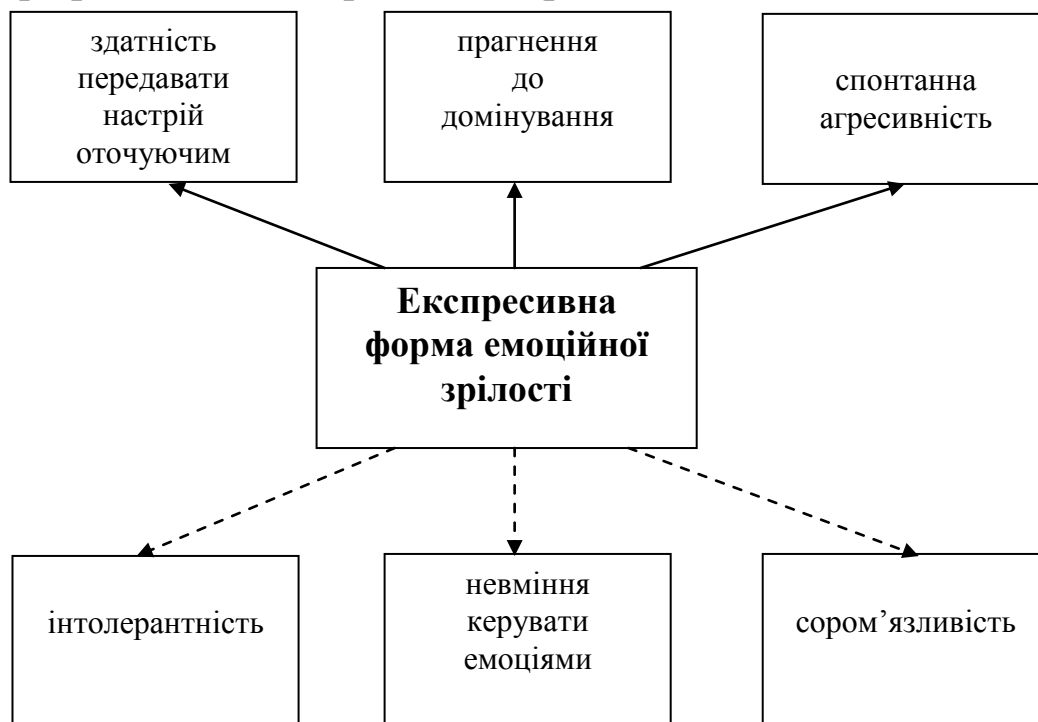 здатність
передавати
настрій
оточуючим
прагнення
до
домінування
спонтанна
агресивність
Експресивна
форма емоційної
зрілості
інтолерантність
невміння
керувати
емоціями
сором’язливість